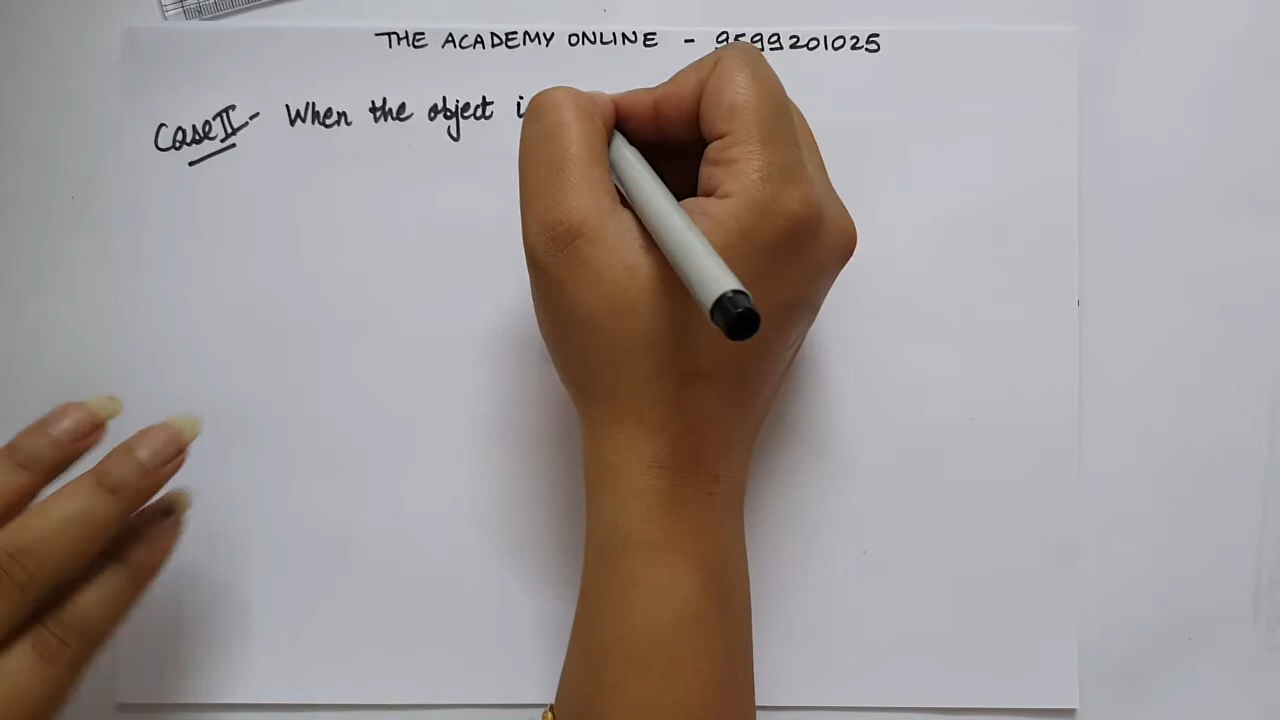 THE ACADEMY ONLINE - 9599201025
Case II - When the object i